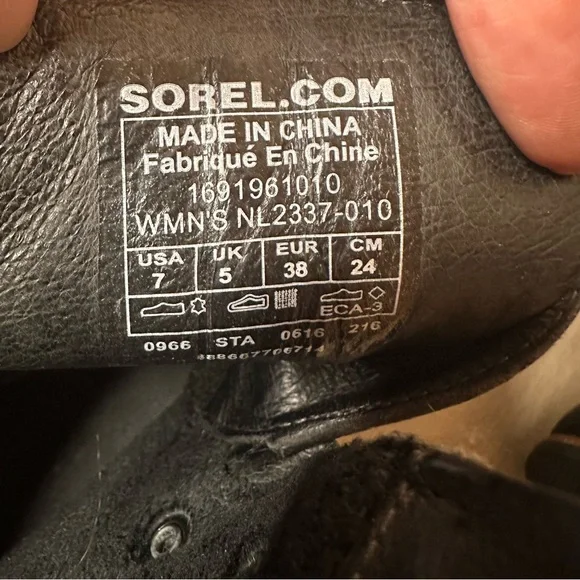 SOREL.COM
MADE IN CHINA
Fabriqué En Chine
1691961010
WMN'S NL2337-010
USA UK EUR CM
7 5 38 24
ECA-3
0966 STA 0616 216